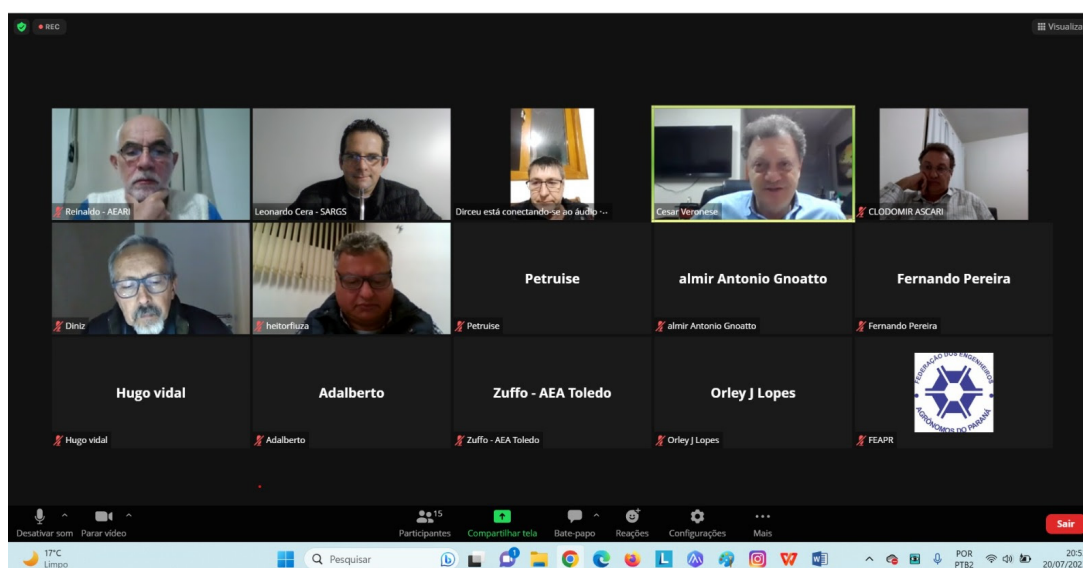 REC
Visualiza
Reinaldo - AEARI
Leonardo Cera - SARGS
Dirceu está conectando-se ao áudio ·--
Cesar Veronese
CLODOMIR ASCARI
Diniz
heitorfiuza
Petruise
Petruise
almir Antonio Gnoatto
almir Antonio Gnoatto
Fernando Pereira
Fernando Pereira
Hugo vidal
Hugo vidal
Adalberto
Adalberto
Zuffo - AEA Toledo
Zuffo - AEA Toledo
Orley J Lopes
Orley J Lopes
FEDERAÇÃO DOS ENGENHEIROS
AGRÔNOMOS DO PARANÁ
FEAPR
Desativar som
Parar vídeo
15
Participantes
Compartilhar tela
Bate-papo
Reações
Configurações
Mais
Sair
17°C
Limpo
Pesquisar
POR
PTB2
20:5
20/07/202